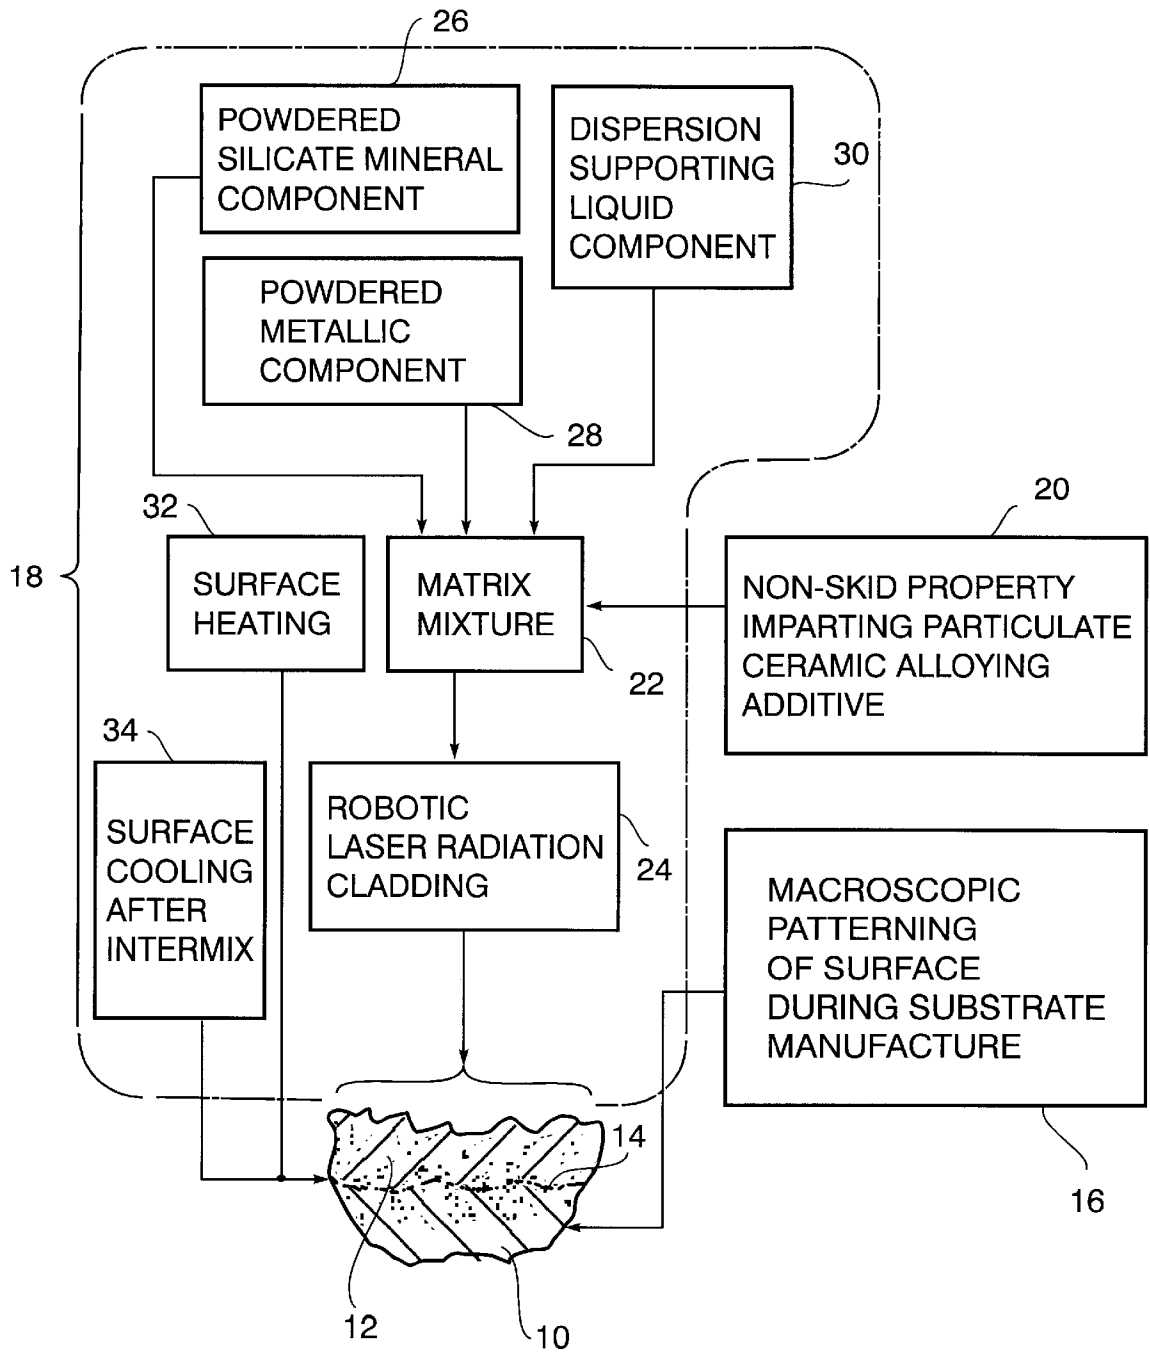 26
POWDERED
SILICATE MINERAL
COMPONENT
DISPERSION
SUPPORTING
LIQUID
COMPONENT
30
POWDERED
METALLIC
COMPONENT
28
32
SURFACE
HEATING
MATRIX
MIXTURE
22
20
NON-SKID PROPERTY
IMPARTING PARTICULATE
CERAMIC ALLOYING
ADDITIVE
18
34
SURFACE
COOLING
AFTER
INTERMIX
ROBOTIC
LASER RADIATION
CLADDING
24
MACROSCOPIC
PATTERNING
OF SURFACE
DURING SUBSTRATE
MANUFACTURE
16
14
12
10